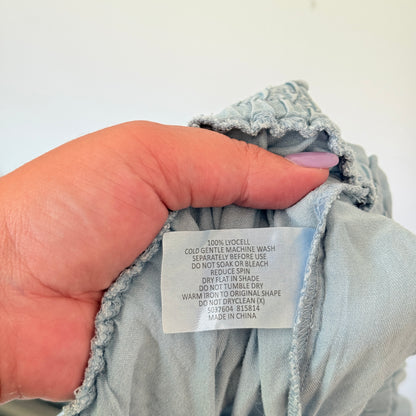 100% LYOCELL
COLD GENTLE MACHINE WASH
SEPARATELY BEFORE USE
DO NOT SOAK OR BLEACH
REDUCE SPIN
DRY FLAT IN SHADE
DO NOT TUMBLE DRY
WARM IRON TO ORIGINAL SHAPE
DO NOT DRYCLEAN (X)
5037604 -815814
MADE IN CHINA